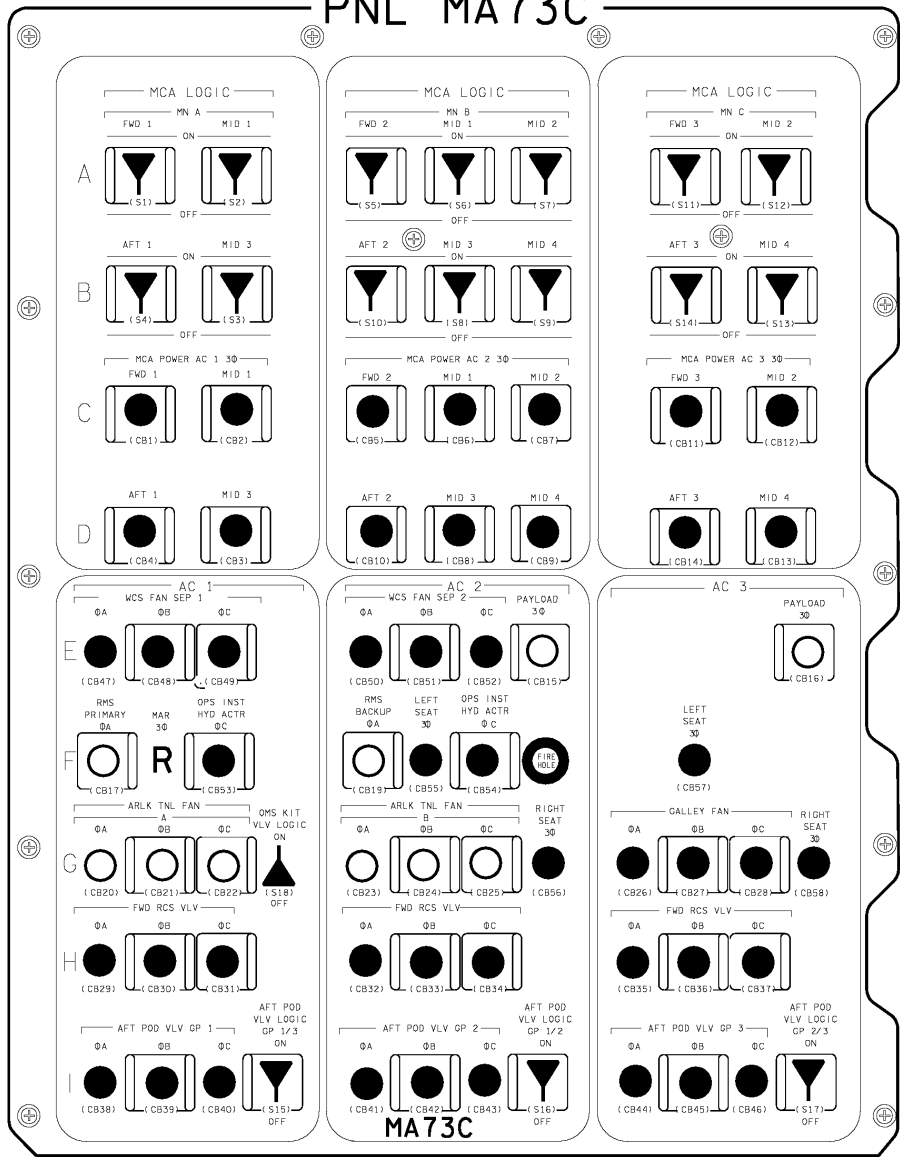 PNL MA73C
MCA LOGIC MCA LOGIC MCA LOGIC
MN A MN B MN C
FWD 1 MID 1 FWD 2 MID 1 MID 2 FWD 3 MID 2
ON ON ON
A
(S1) (S2) (S5) (S6) (S7) (S11) (S12)
OFF OFF OFF
AFT 1 MID 3 AFT 2 MID 3 MID 4 AFT 3 MID 4
ON ON ON
B
(S4) (S3) (S10) (S8) (S9) (S14) (S13)
OFF OFF OFF
MCA POWER AC 1 3Φ MCA POWER AC 2 3Φ MCA POWER AC 3 3Φ
FWD 1 MID 1 FWD 2 MID 1 MID 2 FWD 3 MID 2
C
(CB1) (CB2) (CB5) (CB6) (CB7) (CB11) (CB12)
AFT 1 MID 3 AFT 2 MID 3 MID 4 AFT 3 MID 4
D
(CB4) (CB3) (CB10) (CB8) (CB9) (CB14) (CB13)
AC 1 AC 2 AC 3
WCS FAN SEP 1 WCS FAN SEP 2 PAYLOAD PAYLOAD
ΦA ΦB ΦC ΦA ΦB ΦC 3Φ 3Φ
E
(CB47) (CB48) (CB49) (CB50) (CB51) (CB52) (CB15) (CB16)
RMS OPS INST RMS LEFT OPS INST LEFT
PRIMARY MAR HYD ACTR BACKUP SEAT HYD ACTR SEAT
ΦA 3Φ ΦC ΦA 3Φ ΦC 3Φ
F R FIRE
HOLE
(CB17) (CB53) (CB19) (CB55) (CB54) (CB57)
ARLK TNL FAN OMS KIT ARLK TNL FAN RIGHT GALLEY FAN RIGHT
A VLV LOGIC B SEAT SEAT
ΦA ΦB ΦC ON ΦA ΦB ΦC 3Φ ΦA ΦB ΦC 3Φ
G
(CB20) (CB21) (CB22) (S18) (CB23) (CB24) (CB25) (CB56) (CB26) (CB27) (CB28) (CB58)
OFF
FWD RCS VLV FWD RCS VLV FWD RCS VLV
ΦA ΦB ΦC ΦA ΦB ΦC ΦA ΦB ΦC
H
(CB29) (CB30) (CB31) (CB32) (CB33) (CB34) (CB35) (CB36) (CB37)
AFT POD AFT POD AFT POD
VLV LOGIC VLV LOGIC VLV LOGIC
AFT POD VLV GP 1 GP 1/3 AFT POD VLV GP 2 GP 1/2 AFT POD VLV GP 3 GP 2/3
ΦA ΦB ΦC ON ΦA ΦB ΦC ON ΦA ΦB ΦC ON
I
(CB38) (CB39) (CB40) (S15) (CB41) (CB42) (CB43) (S16) (CB44) (CB45) (CB46) (S17)
OFF OFF OFF
MA73C